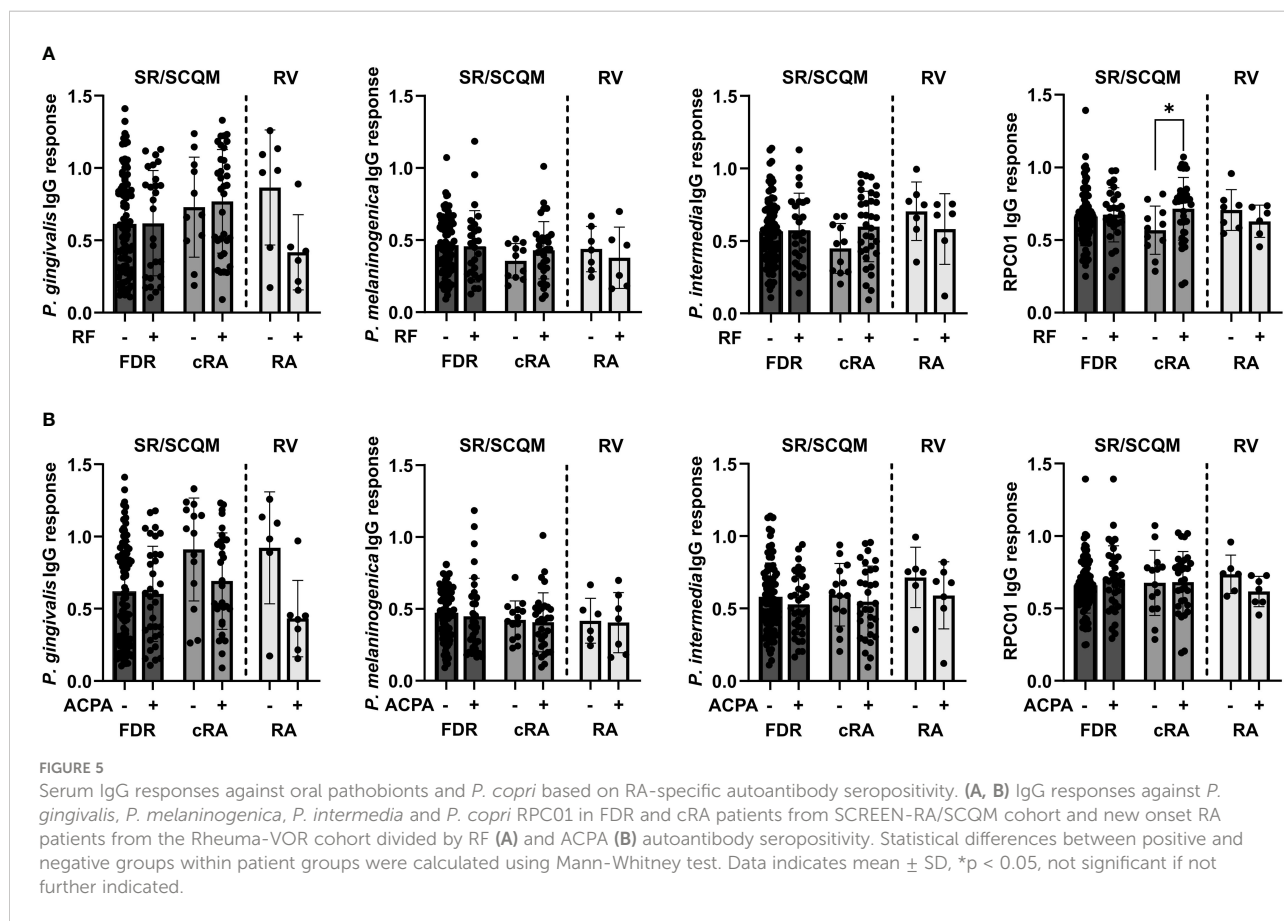 A
SR/SCQM RV SR/SCQM RV SR/SCQM RV SR/SCQM RV
P. gingivalis IgG response
1.5
1.0
0.5
0.0
RF - + - + - +
FDR cRA RA
P. melaninogenica IgG response
1.5
1.0
0.5
0.0
RF - + - + - +
FDR cRA RA
P. intermedia IgG response
1.5
1.0
0.5
0.0
RF - + - + - +
FDR cRA RA
RPC01 IgG response
1.5
1.0
0.5
0.0
*
RF - + - + - +
FDR cRA RA
B
SR/SCQM RV SR/SCQM RV SR/SCQM RV SR/SCQM RV
P. gingivalis IgG response
1.5
1.0
0.5
0.0
ACPA - + - + - +
FDR cRA RA
P. melaninogenica IgG response
1.5
1.0
0.5
0.0
ACPA - + - + - +
FDR cRA RA
P. intermedia IgG response
1.5
1.0
0.5
0.0
ACPA - + - + - +
FDR cRA RA
RPC01 IgG response
1.5
1.0
0.5
0.0
ACPA - + - + - +
FDR cRA RA
FIGURE 5
Serum IgG responses against oral pathobionts and P. copri based on RA-specific autoantibody seropositivity. (A, B) IgG responses against P.
gingivalis, P. melaninogenica, P. intermedia and P. copri RPC01 in FDR and cRA patients from SCREEN-RA/SCQM cohort and new onset RA
patients from the Rheuma-VOR cohort divided by RF (A) and ACPA (B) autoantibody seropositivity. Statistical differences between positive and
negative groups within patient groups were calculated using Mann-Whitney test. Data indicates mean ± SD, *p < 0.05, not significant if not
further indicated.